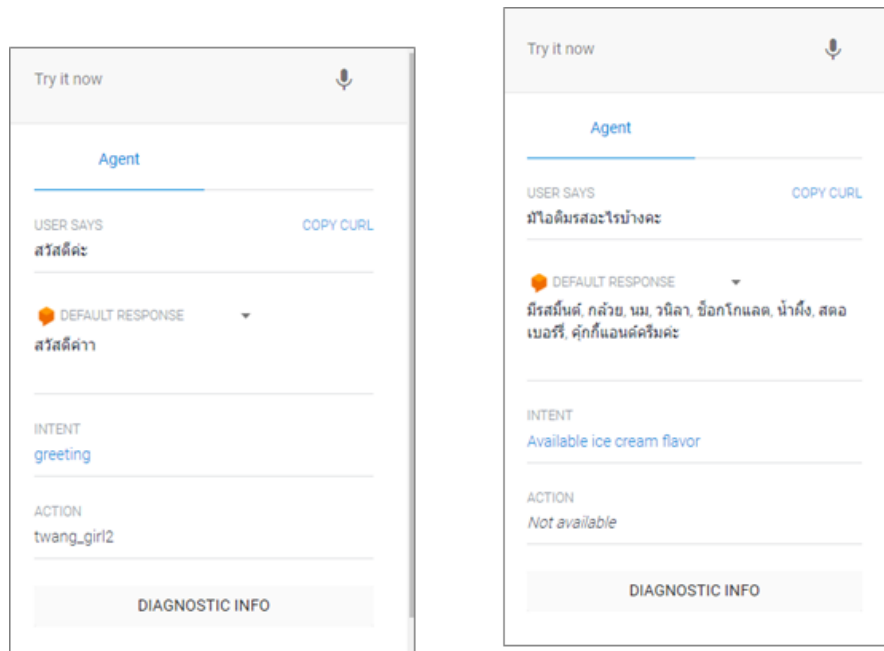 Try it now
Agent
USER SAYS COPY CURL
สวัสดีค่ะ
DEFAULT RESPONSE
สวัสดีค่าา
INTENT
greeting
ACTION
twang_girl2
DIAGNOSTIC INFO
Try it now
Agent
USER SAYS COPY CURL
มีไอติมรสอะไรบ้างคะ
DEFAULT RESPONSE
มีรสมิ้นต์, กล้วย, นม, วนิลา, ช็อกโกแลต, น้ำผึ้ง, สตอ
เบอร์รี่, คุ้กกี้แอนด์ครีมค่ะ
INTENT
Available ice cream flavor
ACTION
Not available
DIAGNOSTIC INFO